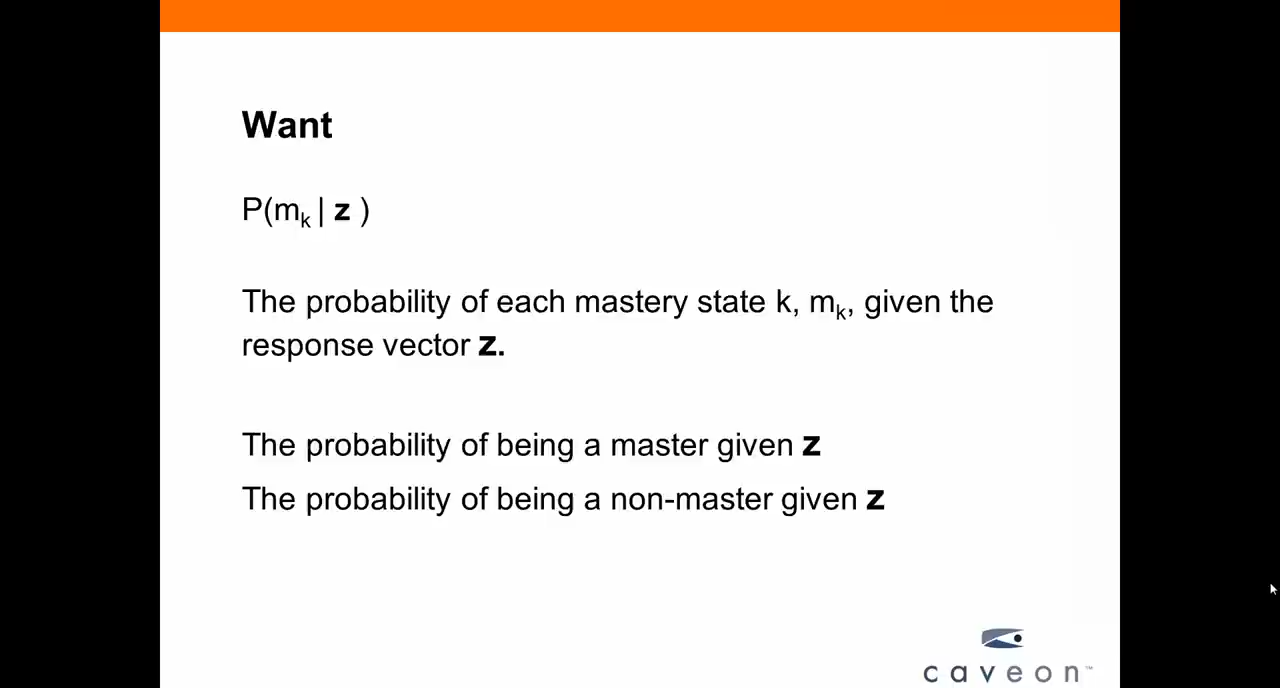 Want
P(mk | z )
The probability of each mastery state k, mk, given the
response vector z.
The probability of being a master given z
The probability of being a non-master given z
caveon™